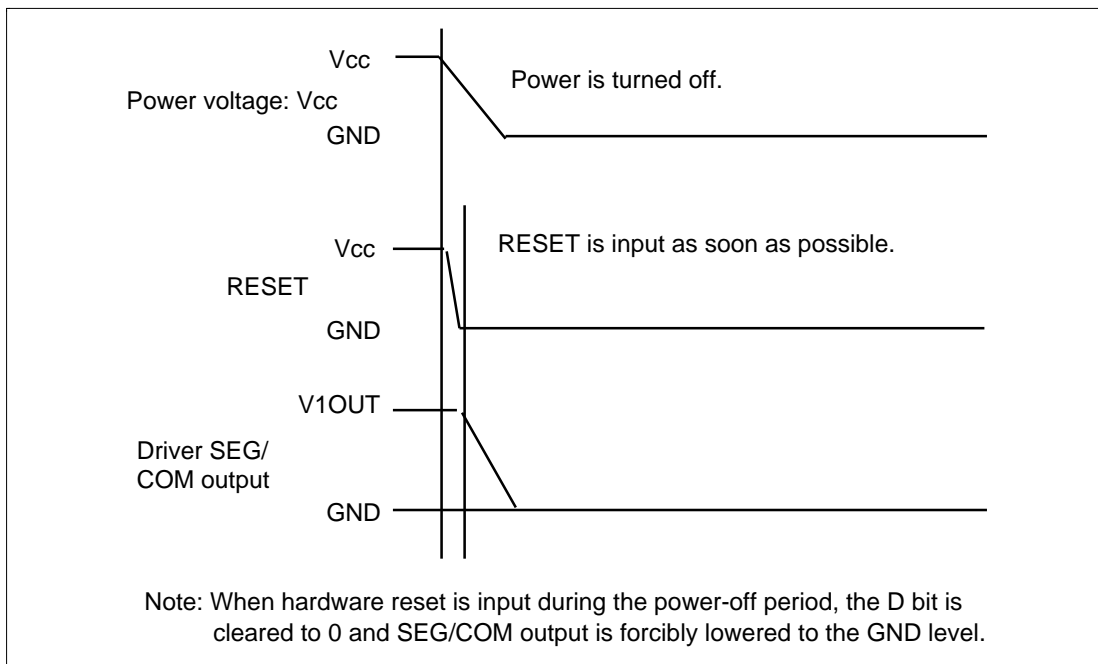 Vcc
Power is turned off.
Power voltage: Vcc
GND
Vcc
RESET is input as soon as possible.
RESET
GND
V1OUT
Driver SEG/
COM output
GND
Note: When hardware reset is input during the power-off period, the D bit is
cleared to 0 and SEG/COM output is forcibly lowered to the GND level.